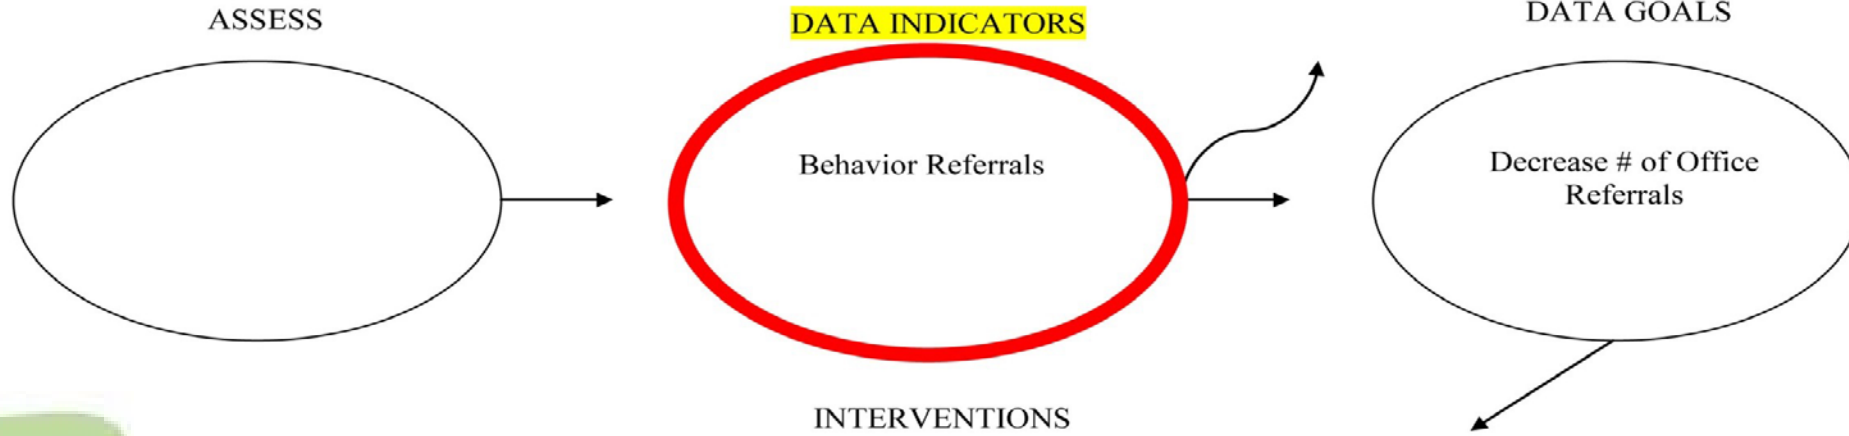 ASSESS
DATA INDICATORS
DATA GOALS
Behavior Referrals
Decrease # of Office
Referrals
INTERVENTIONS